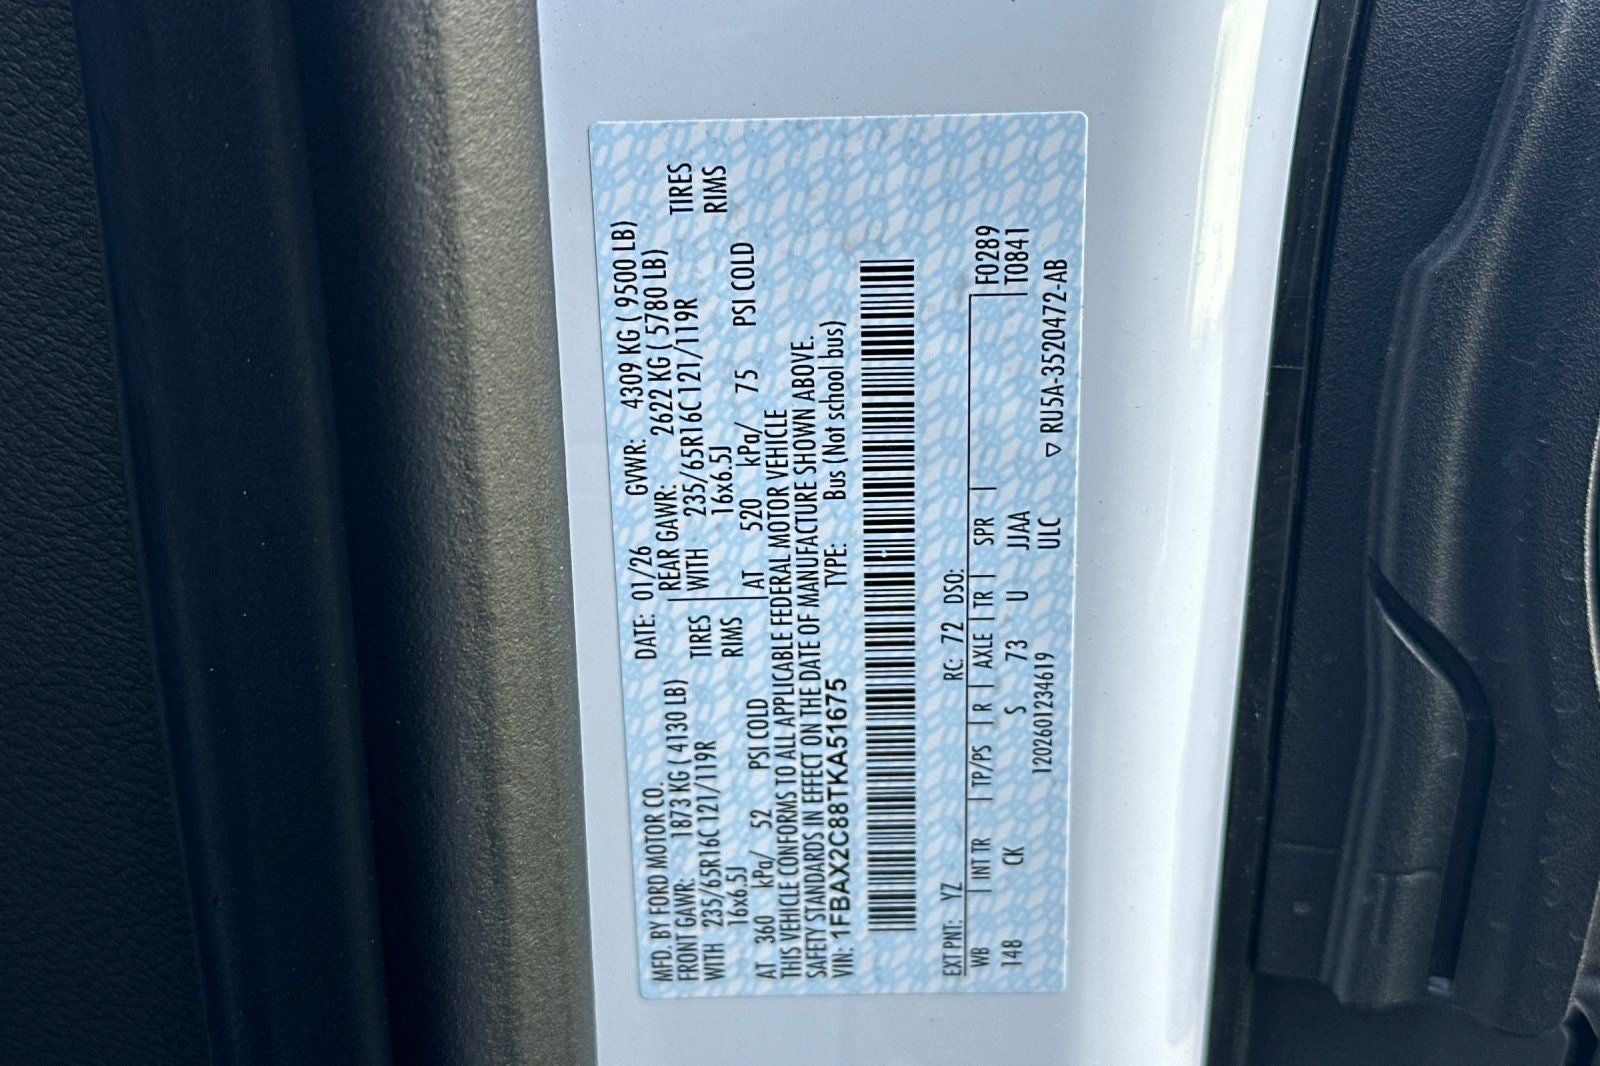 MFD. BY FORD MOTOR CO. DATE: 01/26 GVWR: 4309 KG ( 9500 LB)
FRONT GAWR: 1873 KG ( 4130 LB) REAR GAWR: 2622 KG ( 5780 LB)
WITH 235/65R16C 121/119R TIRES WITH 235/65R16C 121/119R TIRES
16x6.5J RIMS 16x6.5J RIMS
AT 360 kPa/ 52 PSI COLD AT 520 kPa/ 75 PSI COLD
THIS VEHICLE CONFORMS TO ALL APPLICABLE FEDERAL MOTOR VEHICLE
SAFETY STANDARDS IN EFFECT ON THE DATE OF MANUFACTURE SHOWN ABOVE.
VIN: 1FBAX2C88TKA51675 TYPE: Bus (Not school bus)
EXT PNT: YZ RC: 72 DSO:
WB INT TR TP/PS R AXLE TR SPR F0289
148 CK S 73 U JJAA T0841
1202601234619 ULC ▽ RU5A-3520472-AB